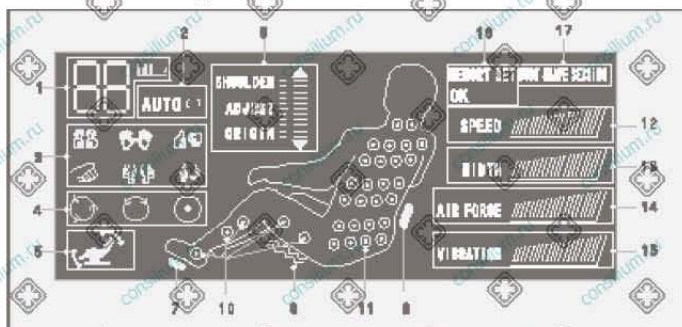 2
8
16
17
1
88
AUTO
SHOULDER
ADJUST
ORIGIN
MEMORY SET
OK
SPEED
12
3
WIDTH
13
4
AIR FORCE
14
5
VIBRATION
15
7
10
9
11
6
consilium.ru